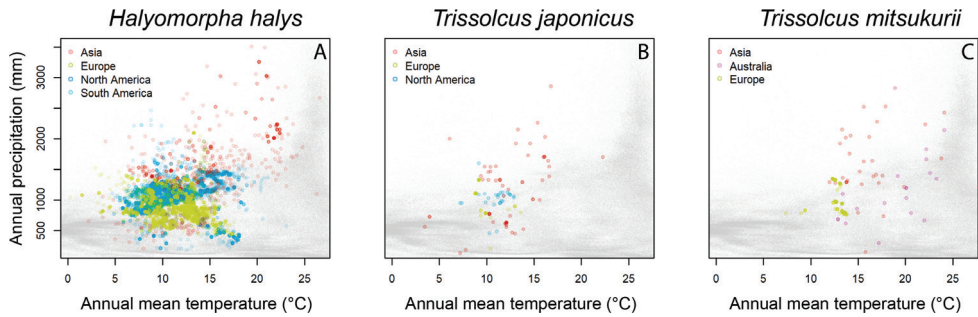 Halyomorpha halys
Trissolcus japonicus
Trissolcus mitsukurii
A
Asia
Europe
North America
South America
B
Asia
Europe
North America
C
Asia
Australia
Europe
Annual precipitation (mm)
3000
2000
1000
500
0 5 10 15 20 25
0 5 10 15 20 25
0 5 10 15 20 25
Annual mean temperature (°C)
Annual mean temperature (°C)
Annual mean temperature (°C)